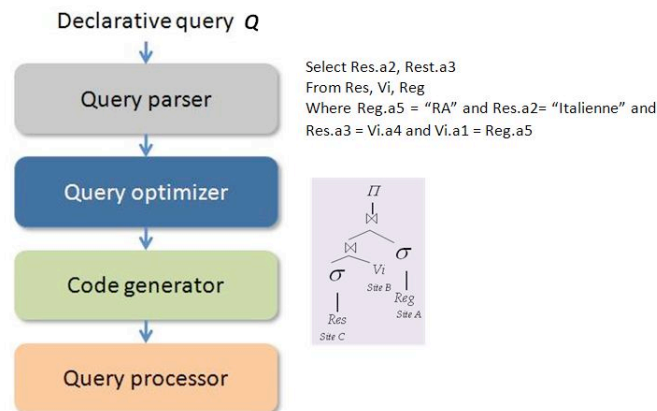 Declarative query Q
Query parser
Query optimizer
Code generator
Query processor
Select Res.a2, Rest.a3
From Res, Vi, Reg
Where Reg.a5 = “RA” and Res.a2= “Italienne” and
Res.a3 = Vi.a4 and Vi.a1 = Reg.a5
Π
⋈
⋈ σ
σ Vi
Site B
Reg
Site A
Res
Site C